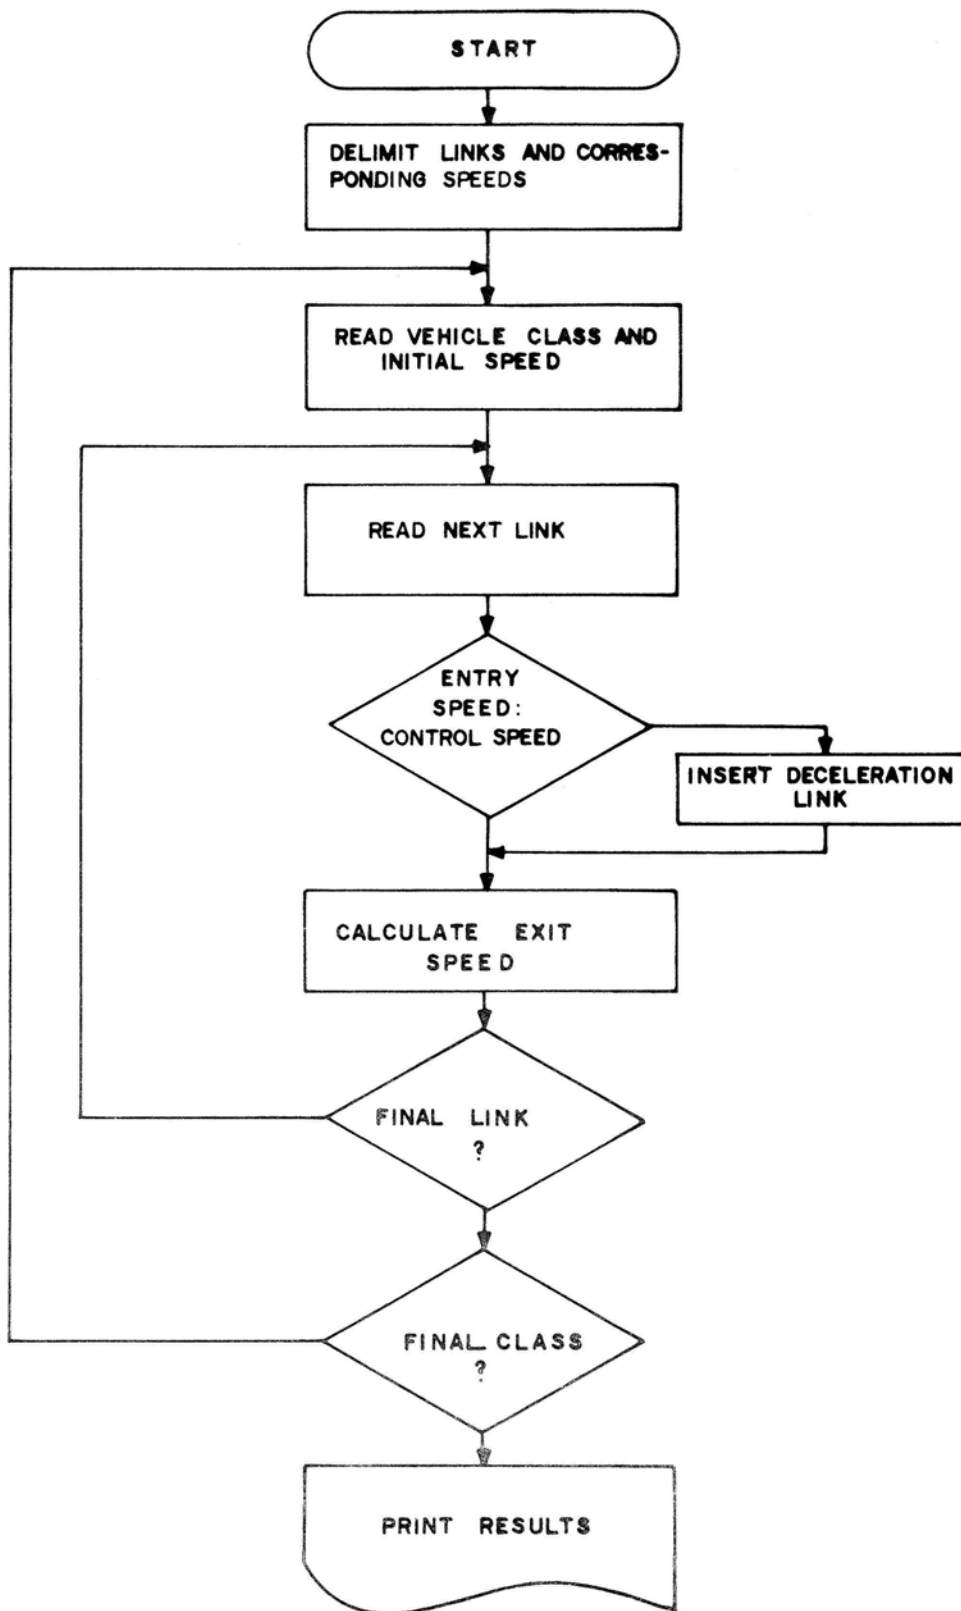 START
DELIMIT LINKS AND CORRES-
PONDING SPEEDS
READ VEHICLE CLASS AND
INITIAL SPEED
READ NEXT LINK
ENTRY
SPEED:
CONTROL SPEED
INSERT DECELERATION
LINK
CALCULATE EXIT
SPEED
FINAL LINK
?
FINAL CLASS
?
PRINT RESULTS